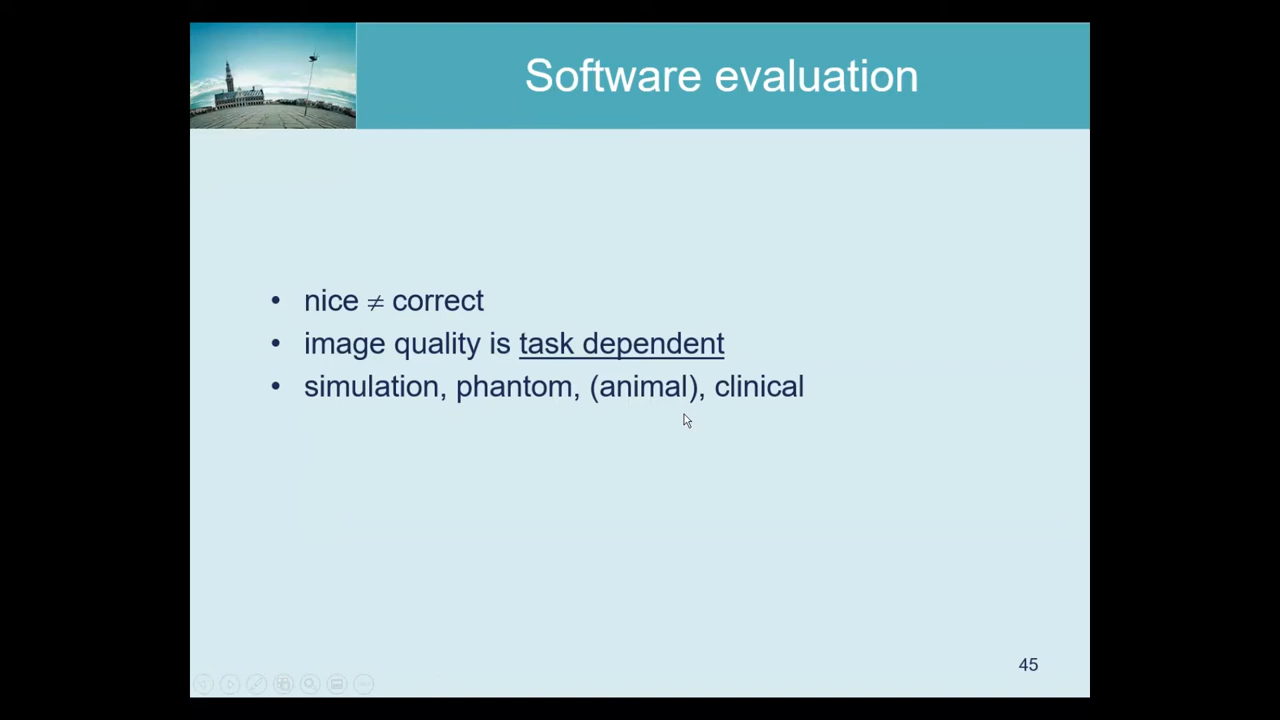 Software evaluation
• nice ≠ correct
• image quality is task dependent
• simulation, phantom, (animal), clinical
45